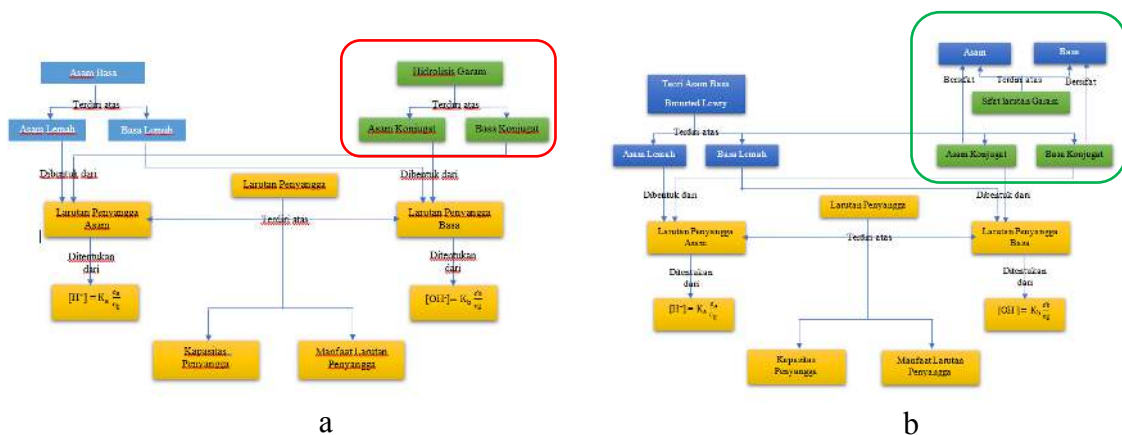 Asam Basa
Terdiri atas
Asam Lemah
Basa Lemah
Hidrolisis Garam
Terdiri atas
Asam Konjugat
Basa Konjugat
Dibentuk dari
Dibentuk dari
Larutan Penyangga
Larutan Penyangga
Asam
Terdiri atas
Larutan Penyangga
Basa
Ditentukan
dari
Ditentukan
dari
[H⁺] = Kₐ
[OH⁻] = K_b
Kapasitas
Penyangga
Manfaat Larutan
Penyangga
a
Asam
Basa
Bersifat
Terdiri atas
Bersifat
Sifat larutan Garam
Teori Asam Basa
Bronsted Lowry
Terdiri atas
Asam Lemah
Basa Lemah
Asam Konjugat
Basa Konjugat
Dibentuk dari
Dibentuk dari
Larutan Penyangga
Larutan Penyangga
Asam
Terdiri atas
Larutan Penyangga
Basa
Ditentukan
dari
Ditentukan
dari
Kapasitas
Penyangga
Manfaat Larutan
Penyangga
b